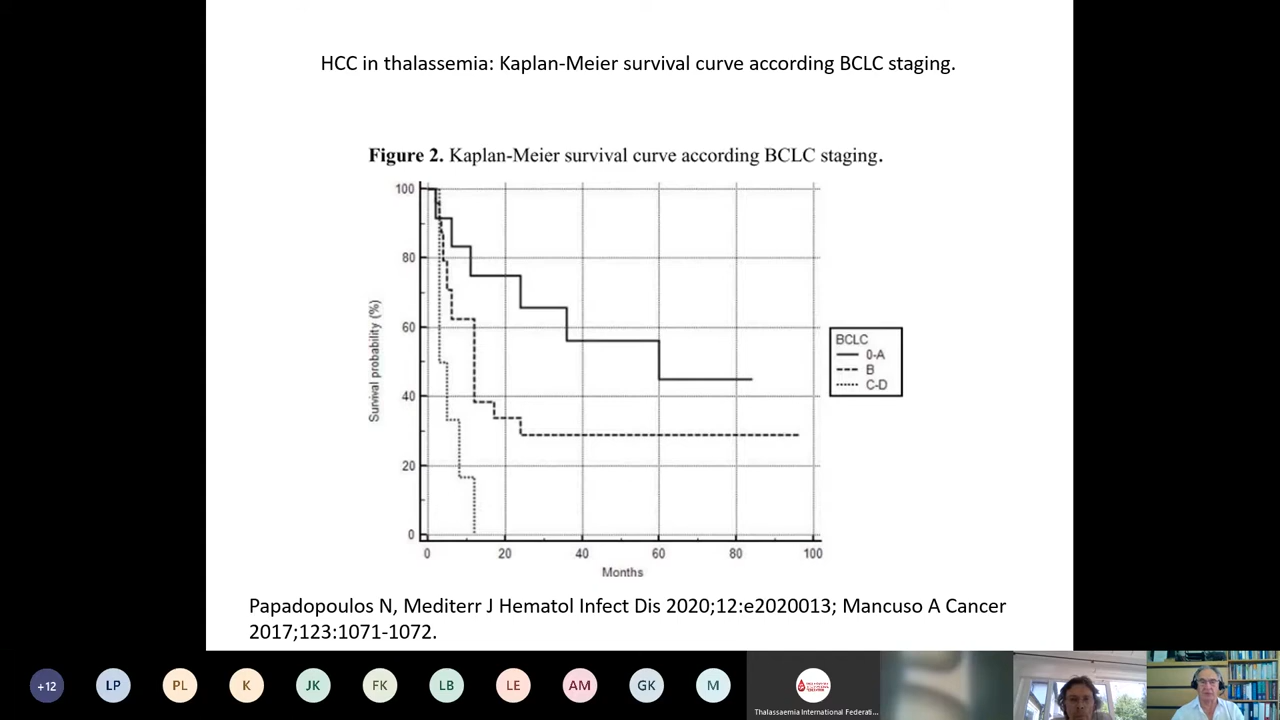 HCC in thalassemia: Kaplan-Meier survival curve according BCLC staging.
Figure 2. Kaplan-Meier survival curve according BCLC staging.
100
80
60
40
20
0
Survival probability (%)
0 20 40 60 80 100
Months
BCLC
0-A
B
C-D
Papadopoulos N, Mediterr J Hematol Infect Dis 2020;12:e2020013; Mancuso A Cancer
2017;123:1071-1072.
+12 LP PL K JK FK LB LE AM GK M
Thalassaemia International Federati...